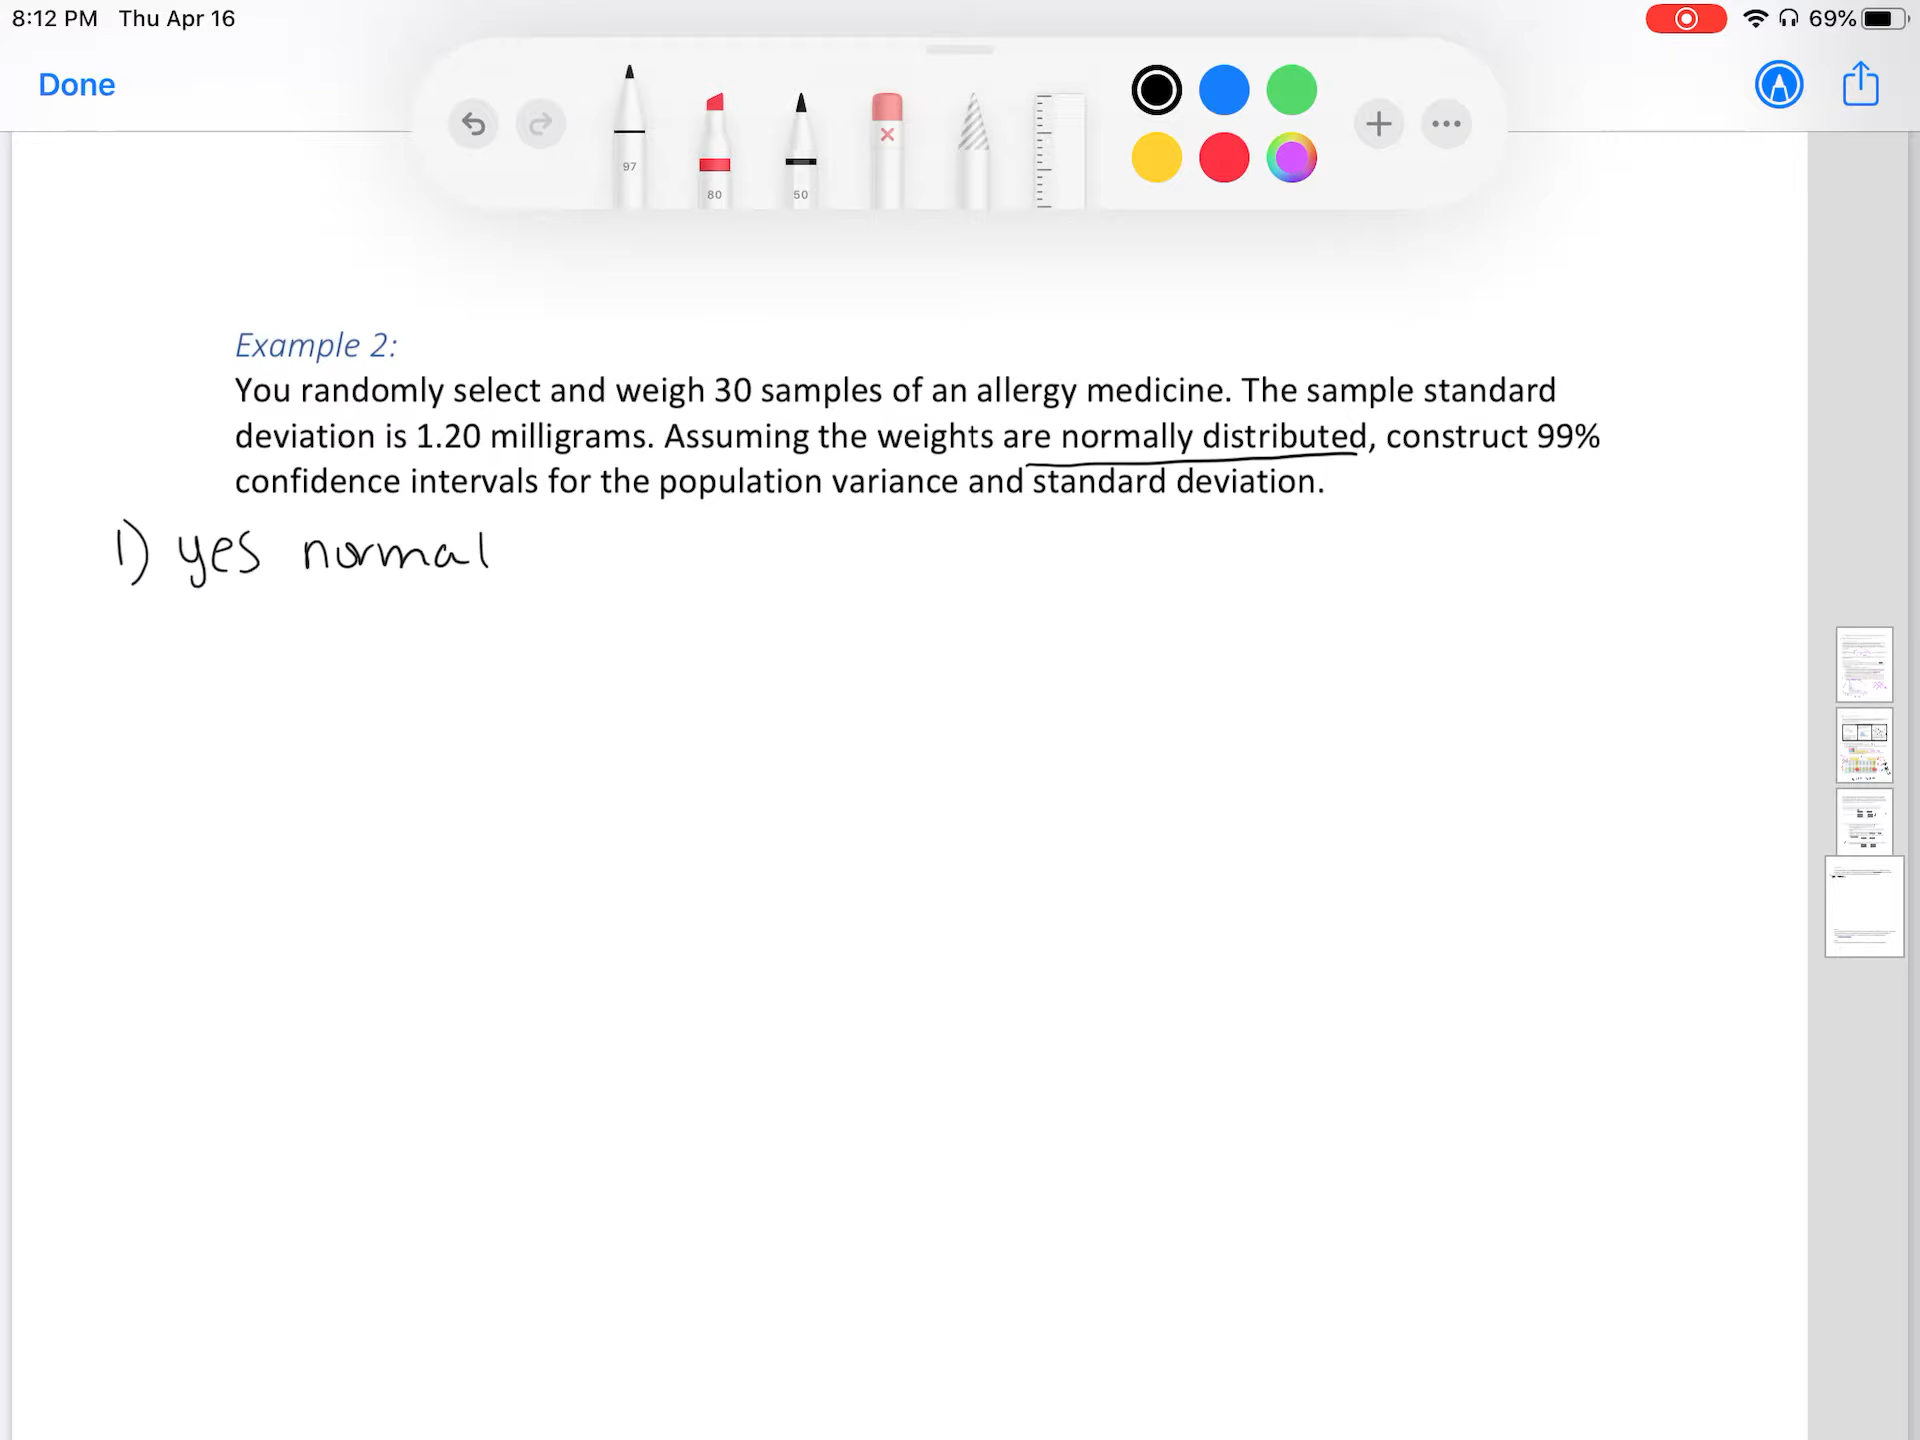 8:12 PM Thu Apr 16
69%
Done
97
80
50
Example 2:
You randomly select and weigh 30 samples of an allergy medicine. The sample standard
deviation is 1.20 milligrams. Assuming the weights are normally distributed, construct 99%
confidence intervals for the population variance and standard deviation.
1) yes normal